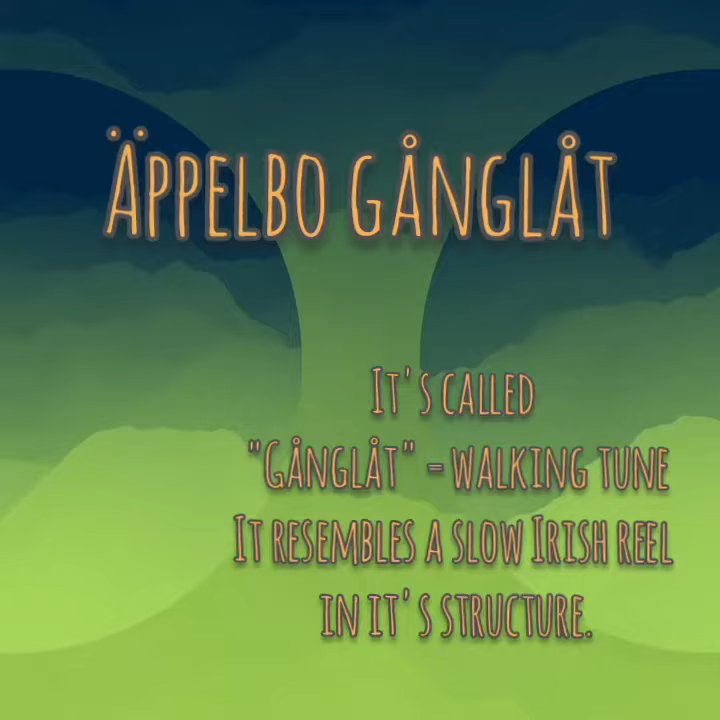 Äppelbo gånglåt
It's called
"Gånglåt" = walking tune
It resembles a slow Irish reel
in it's structure.